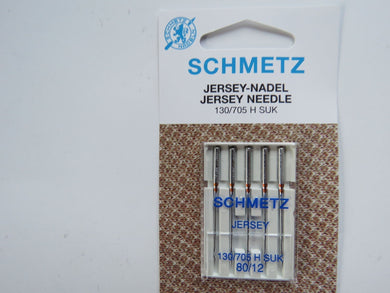 SCHMETZ
JERSEY-NADEL
JERSEY NEEDLE
130/705 H SUK
SCHMETZ
JERSEY
130/705 H SUK
80/12